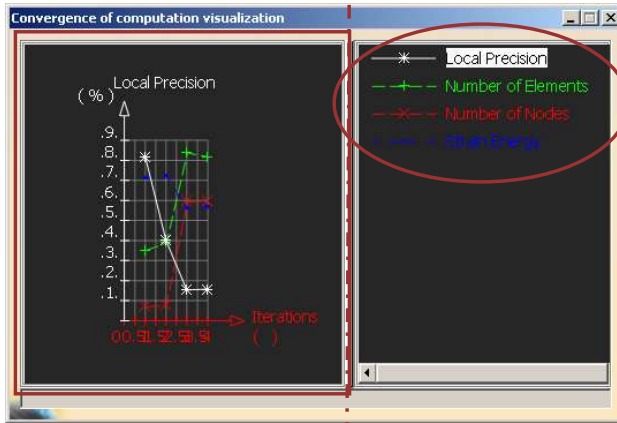 Convergence of computation visualization
Local Precision
(%)
.9.
.8.
.7.
.6.
.5.
.4.
.3.
.2.
.1.
Iterations
( )
Local Precision
Number of Elements
Number of Nodes
Strain Energy